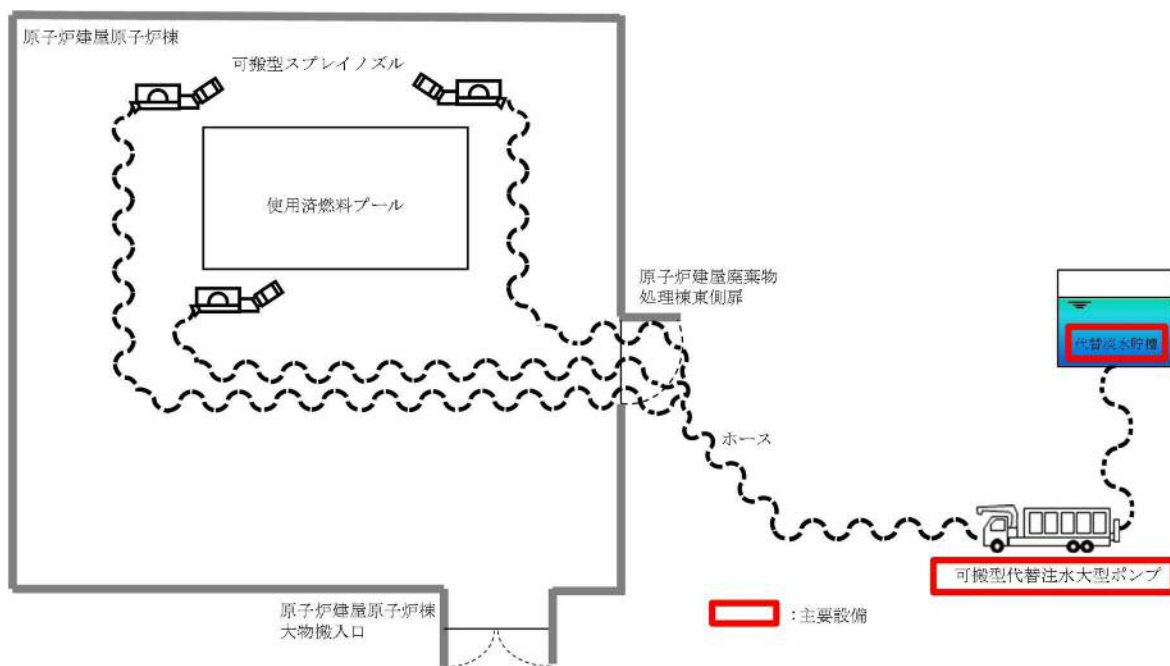 原子炉建屋原子炉棟
可搬型スプレイノズル
使用済燃料プール
原子炉建屋廃棄物
処理棟東側扉
代替淡水貯槽
ホース
可搬型代替注水大型ポンプ
原子炉建屋原子炉棟
大物搬入口
:主要設備